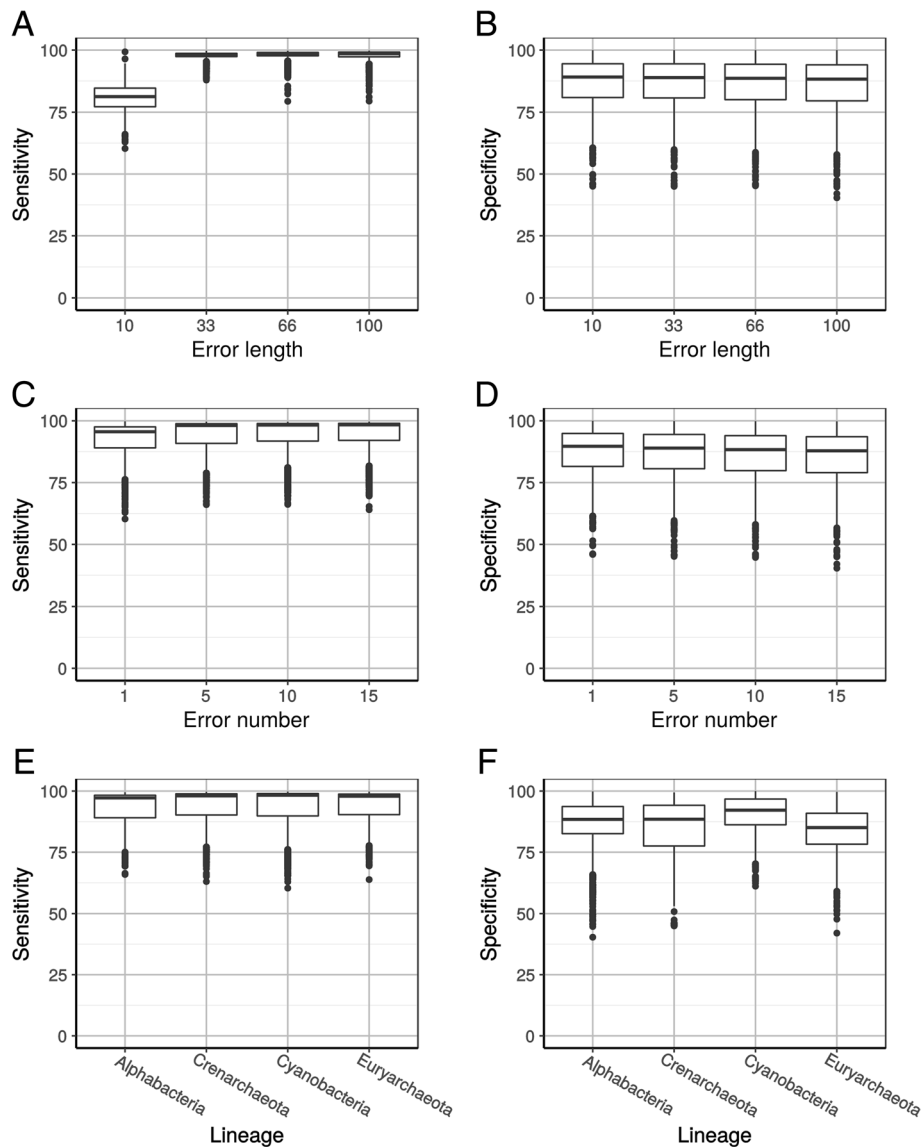 A
B
100
75
50
25
0
Sensitivity
10 33 66 100
Error length
100
75
50
25
0
Specificity
10 33 66 100
Error length
C
D
100
75
50
25
0
Sensitivity
1 5 10 15
Error number
100
75
50
25
0
Specificity
1 5 10 15
Error number
E
F
100
75
50
25
0
Sensitivity
Alphabacteria
Crenarchaeota
Cyanobacteria
Euryarchaeota
Lineage
100
75
50
25
0
Specificity
Alphabacteria
Crenarchaeota
Cyanobacteria
Euryarchaeota
Lineage